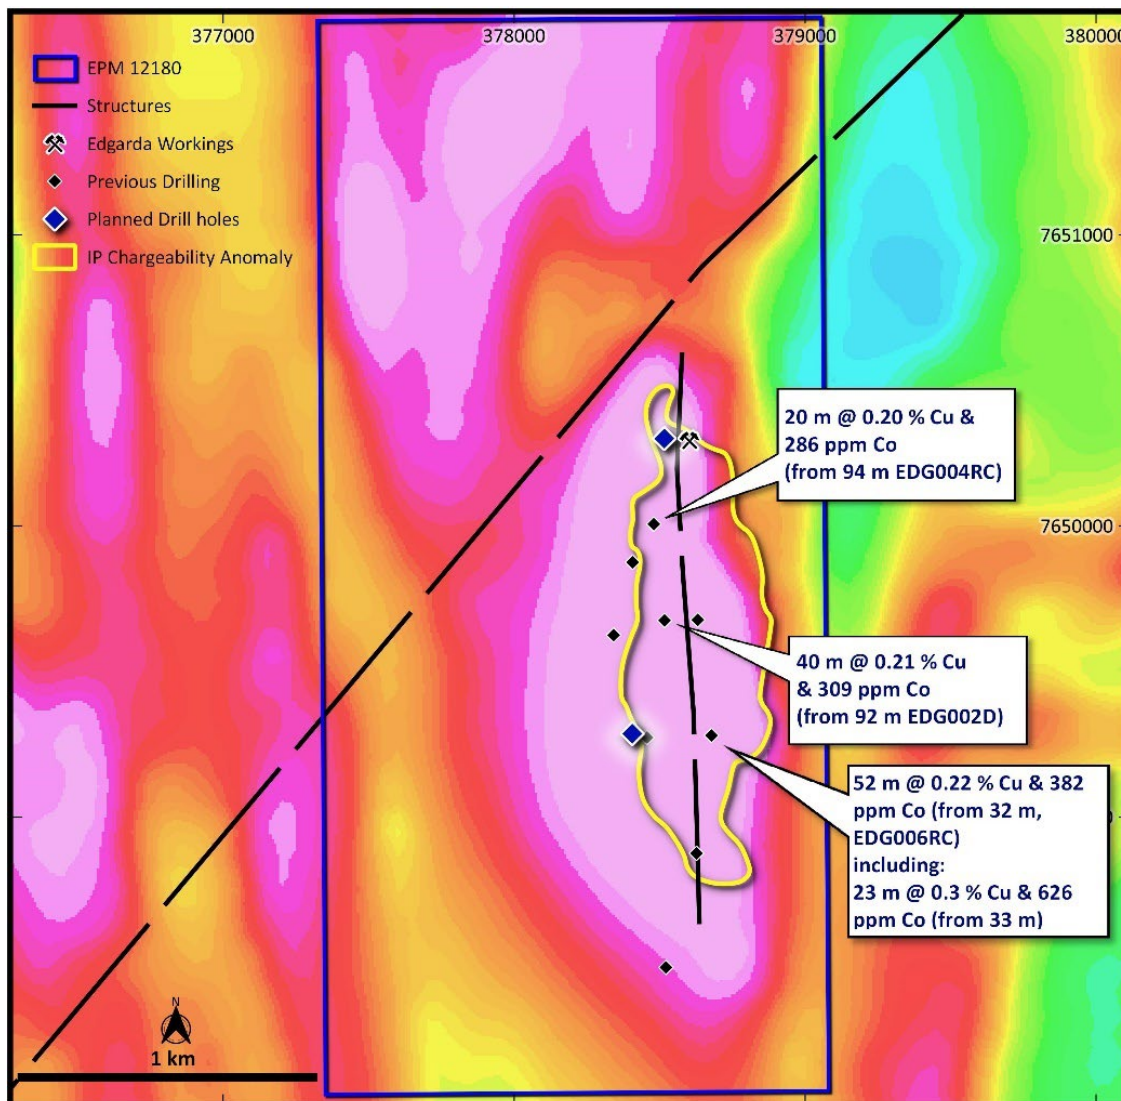 377000
378000
379000
380000
EPM 12180
Structures
Edgarda Workings
Previous Drilling
Planned Drill holes
IP Chargeability Anomaly
7651000
20 m @ 0.20 % Cu &
286 ppm Co
(from 94 m EDG004RC)
7650000
40 m @ 0.21 % Cu
& 309 ppm Co
(from 92 m EDG002D)
52 m @ 0.22 % Cu & 382
ppm Co (from 32 m,
EDG006RC)
including:
23 m @ 0.3 % Cu & 626
ppm Co (from 33 m)
N
1 km